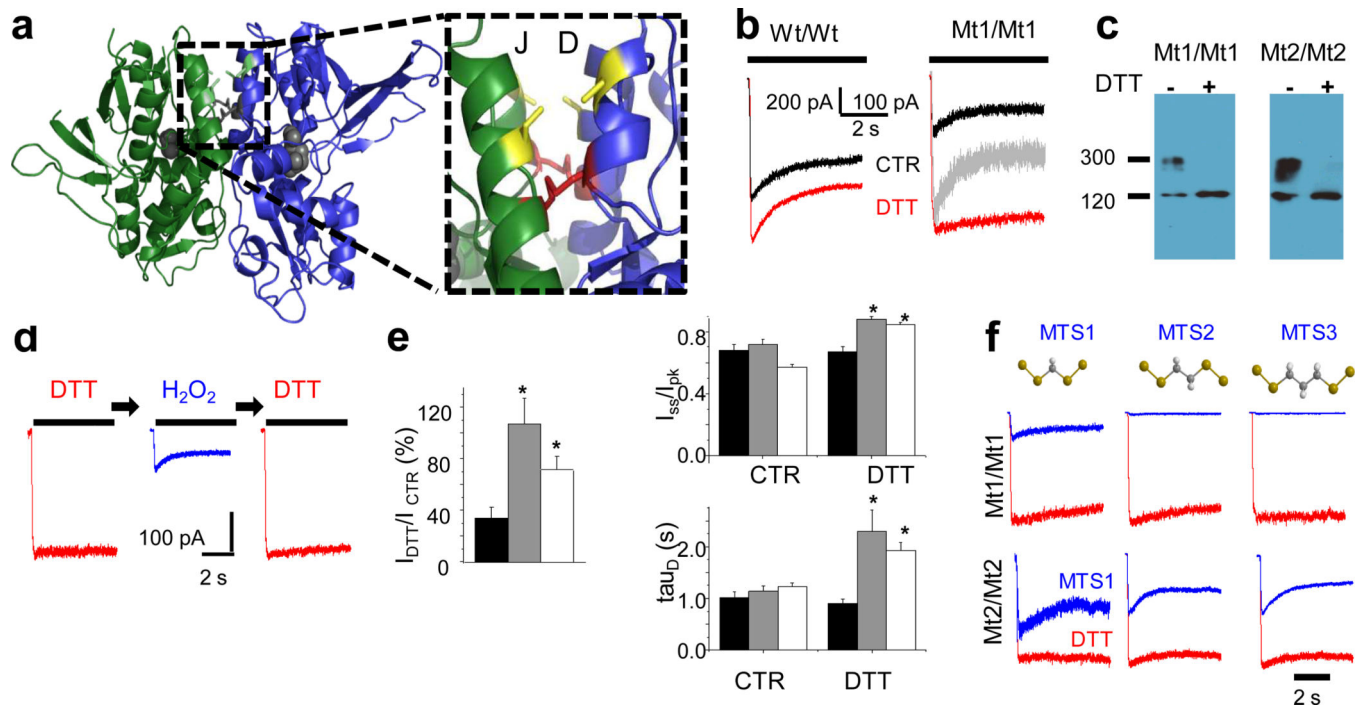 a
J D
b
Wt/Wt Mt1/Mt1
200 pA 100 pA
2 s
CTR
DTT
c
Mt1/Mt1 Mt2/Mt2
DTT - + - +
300
120
d
DTT H2O2 DTT
100 pA
2 s
e
IDTT/I CTR (%)
120
80
40
0
*
*
Iss/Ipk
0.8
0.4
0.0
* *
CTR DTT
tauD(s)
2.0
1.0
0.0
*
*
CTR DTT
f
MTS1 MTS2 MTS3
Mt1/Mt1
Mt2/Mt2
MTS1
DTT
2 s